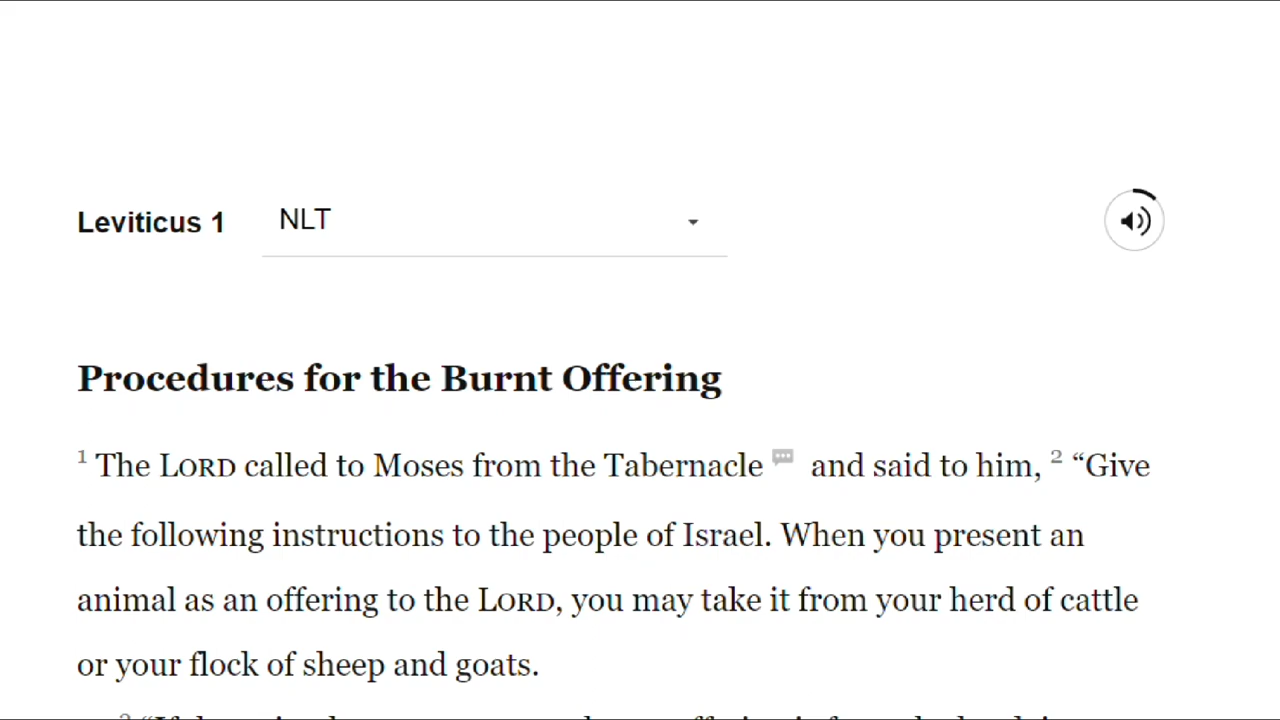 Leviticus 1 NLT
Procedures for the Burnt Offering
1 The LORD called to Moses from the Tabernacle and said to him, 2 “Give
the following instructions to the people of Israel. When you present an
animal as an offering to the LORD, you may take it from your herd of cattle
or your flock of sheep and goats.